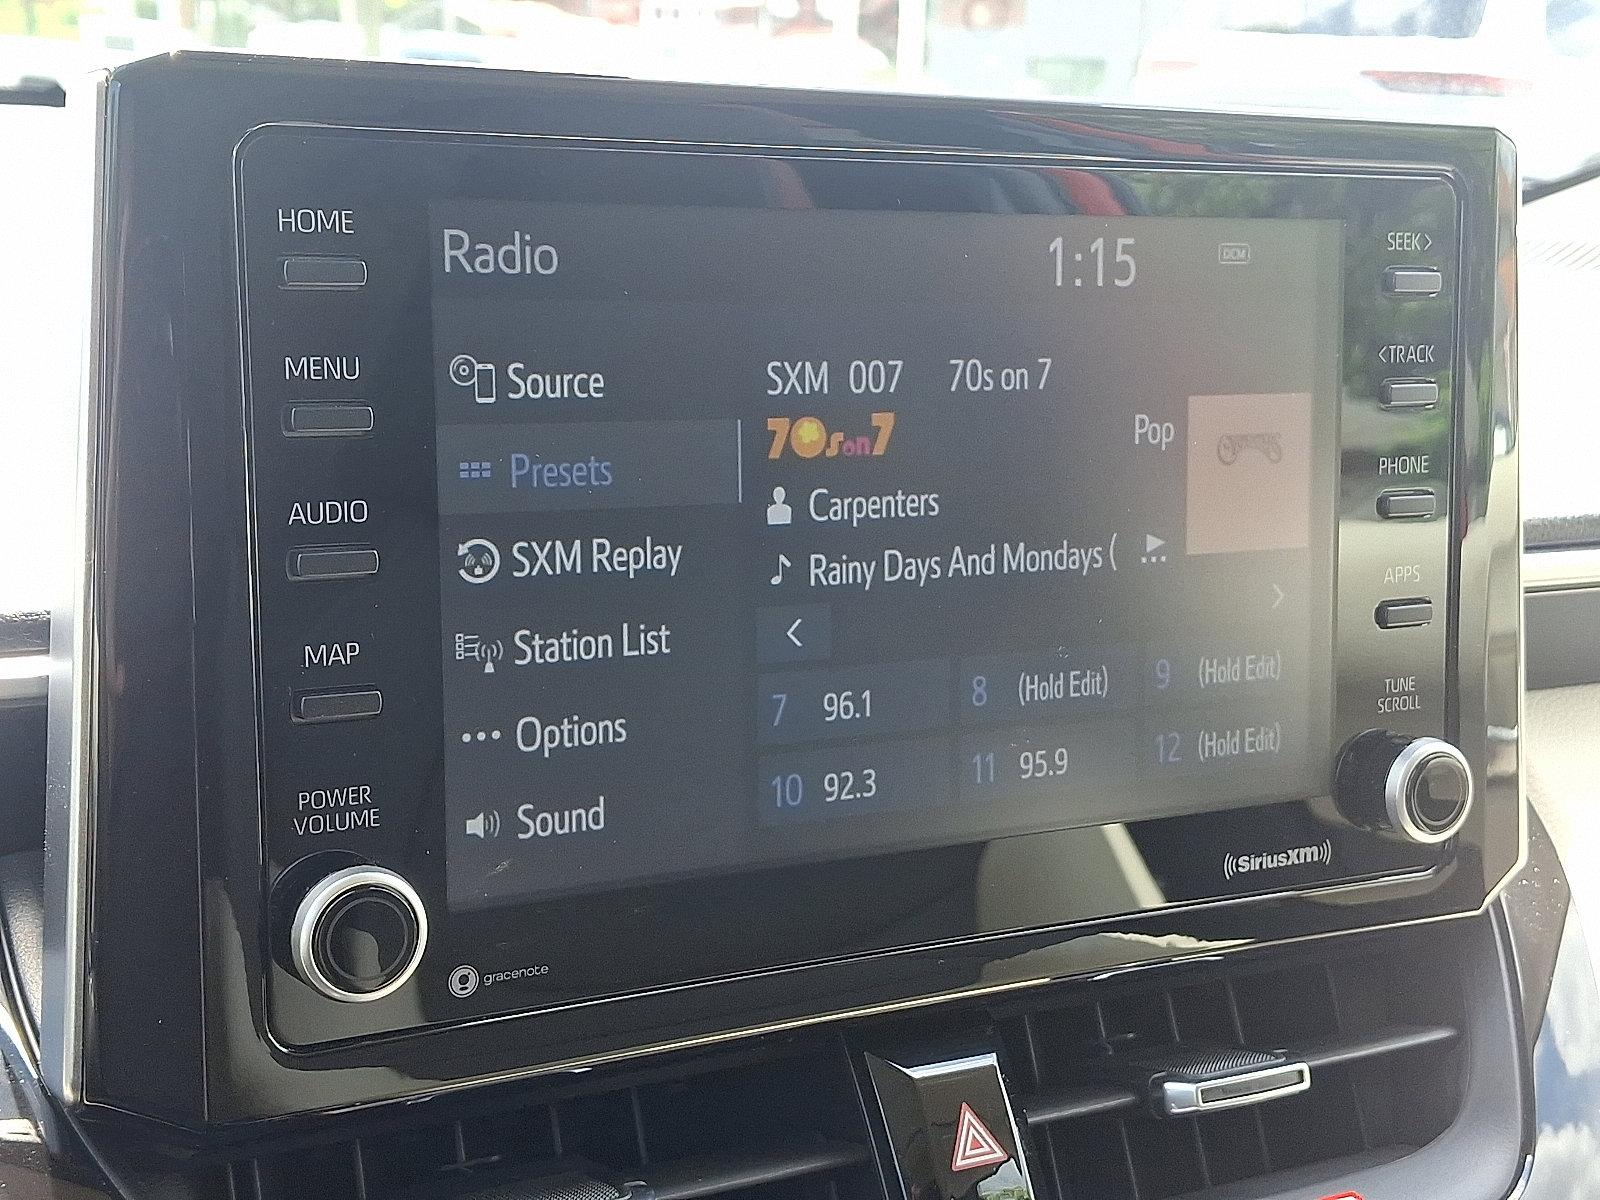 HOME
MENU
AUDIO
MAP
POWER
VOLUME
Radio
1:15
DCM
Source
Presets
SXM Replay
Station List
Options
Sound
SXM 007 70s on 7
70s on 7
Pop
Carpenters
Rainy Days And Mondays (
7 96.1
8 (Hold Edit)
9 (Hold Edit)
10 92.3
11 95.9
12 (Hold Edit)
SEEK>
<TRACK
PHONE
APPS
TUNE
SCROLL
gracenote
SiriusXM